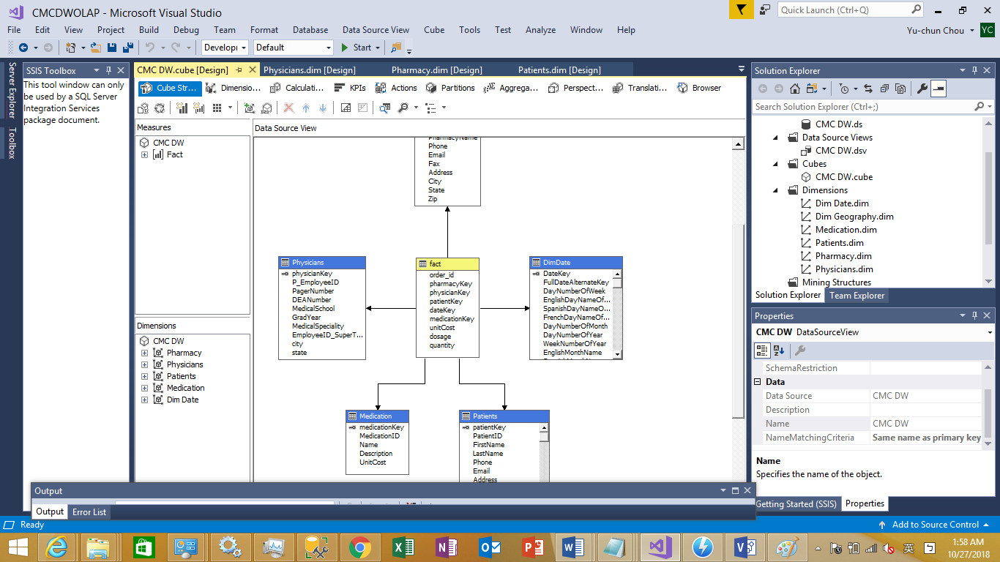 CMCDWOLAP - Microsoft Visual Studio
Quick Launch (Ctrl+Q)
File Edit View Project Build Debug Team Format Database Data Source View Cube Tools Test Analyze Window Help
Yu-chun Chou
YC
Developi Default Start
Server Explorer
Toolbox
SSIS Toolbox
This tool window can only
be used by a SQL Server
Integration Services
package document.
CMC DW.cube [Design] Physicians.dim [Design] Pharmacy.dim [Design] Patients.dim [Design]
Cube Str... Dimensio... Calculati... KPIs Actions Partitions Aggrega... Perspect... Translati... Browser
Measures
CMC DW
Fact
Dimensions
CMC DW
Pharmacy
Physicians
Patients
Medication
Dim Date
Data Source View
PharmacyName
Phone
Email
Fax
Address
City
State
Zip
Physicians
physicianKey
P_EmployeeID
PagerNumber
DEANumber
MedicalSchool
GradYear
MedicalSpeciality
EmployeeID_SuperT...
city
state
fact
order_id
pharmacyKey
physicianKey
patientKey
dateKey
medicationKey
unitCost
dosage
quantity
DimDate
DateKey
FullDateAlternateKey
DayNumberOfWeek
EnglishDayNameOf...
SpanishDayNameO...
FrenchDayNameOf...
DayNumberOfMonth
DayNumberOfYear
WeekNumberOfYear
EnglishMonthName
Medication
medicationKey
MedicationID
Name
Description
UnitCost
Patients
patientKey
PatientID
FirstName
LastName
Phone
Email
Address
Solution Explorer
Search Solution Explorer (Ctrl+;)
CMC DW.ds
Data Source Views
CMC DW.dsv
Cubes
CMC DW.cube
Dimensions
Dim Date.dim
Dim Geography.dim
Medication.dim
Patients.dim
Pharmacy.dim
Physicians.dim
Mining Structures
Solution Explorer Team Explorer
Properties
CMC DW DataSourceView
SchemaRestriction
Data
Data Source CMC DW
Description
Name CMC DW
NameMatchingCriteria Same name as primary key
Name
Specifies the name of the object.
Getting Started (SSIS) Properties
Output
Output Error List
Ready
Add to Source Control
英
1:58 AM
10/27/2018